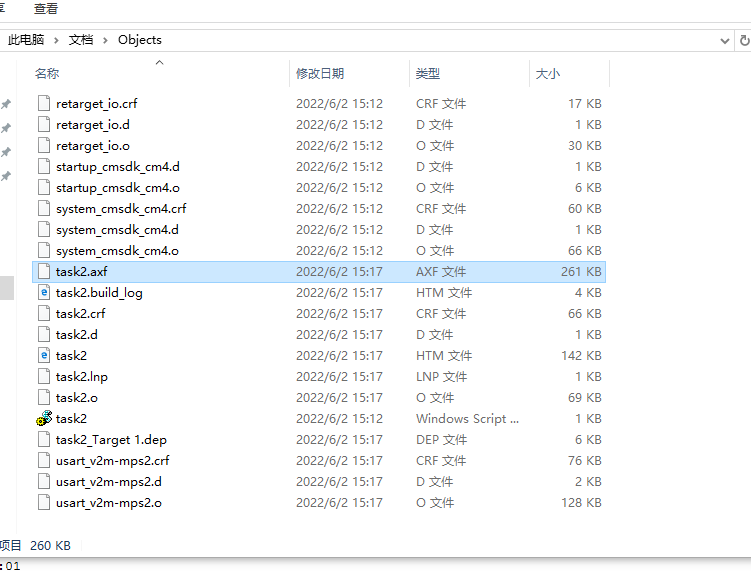 享 查看
此电脑 › 文档 › Objects
名称 修改日期 类型 大小
retarget_io.crf 2022/6/2 15:12 CRF 文件 17 KB
retarget_io.d 2022/6/2 15:12 D 文件 1 KB
retarget_io.o 2022/6/2 15:12 O 文件 30 KB
startup_cmsdk_cm4.d 2022/6/2 15:12 D 文件 1 KB
startup_cmsdk_cm4.o 2022/6/2 15:12 O 文件 6 KB
system_cmsdk_cm4.crf 2022/6/2 15:12 CRF 文件 60 KB
system_cmsdk_cm4.d 2022/6/2 15:12 D 文件 1 KB
system_cmsdk_cm4.o 2022/6/2 15:12 O 文件 66 KB
task2.axf 2022/6/2 15:17 AXF 文件 261 KB
task2.build_log 2022/6/2 15:17 HTM 文件 4 KB
task2.crf 2022/6/2 15:17 CRF 文件 66 KB
task2.d 2022/6/2 15:17 D 文件 1 KB
task2 2022/6/2 15:17 HTM 文件 142 KB
task2.lnp 2022/6/2 15:17 LNP 文件 1 KB
task2.o 2022/6/2 15:17 O 文件 69 KB
task2 2022/6/2 15:12 Windows Script ... 1 KB
task2_Target 1.dep 2022/6/2 15:17 DEP 文件 6 KB
usart_v2m-mps2.crf 2022/6/2 15:17 CRF 文件 76 KB
usart_v2m-mps2.d 2022/6/2 15:17 D 文件 2 KB
usart_v2m-mps2.o 2022/6/2 15:17 O 文件 128 KB
项目 260 KB
:01